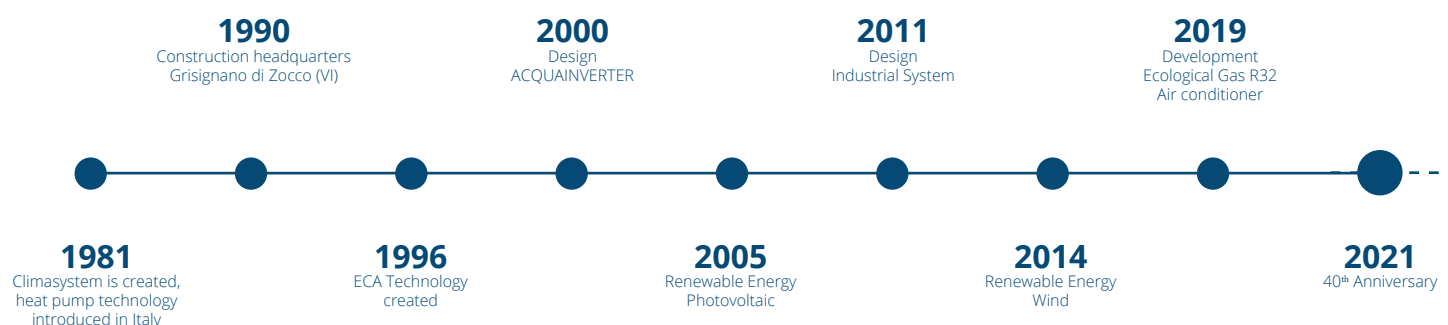 1990
Construction headquarters
Grisignano di Zocco (VI)
2000
Design
ACQUAINVERTER
2011
Design
Industrial System
2019
Development
Ecological Gas R32
Air conditioner
1981
Climasystem is created,
heat pump technology
introduced in Italy
1996
ECA Technology
created
2005
Renewable Energy
Photovoltaic
2014
Renewable Energy
Wind
2021
40th Anniversary